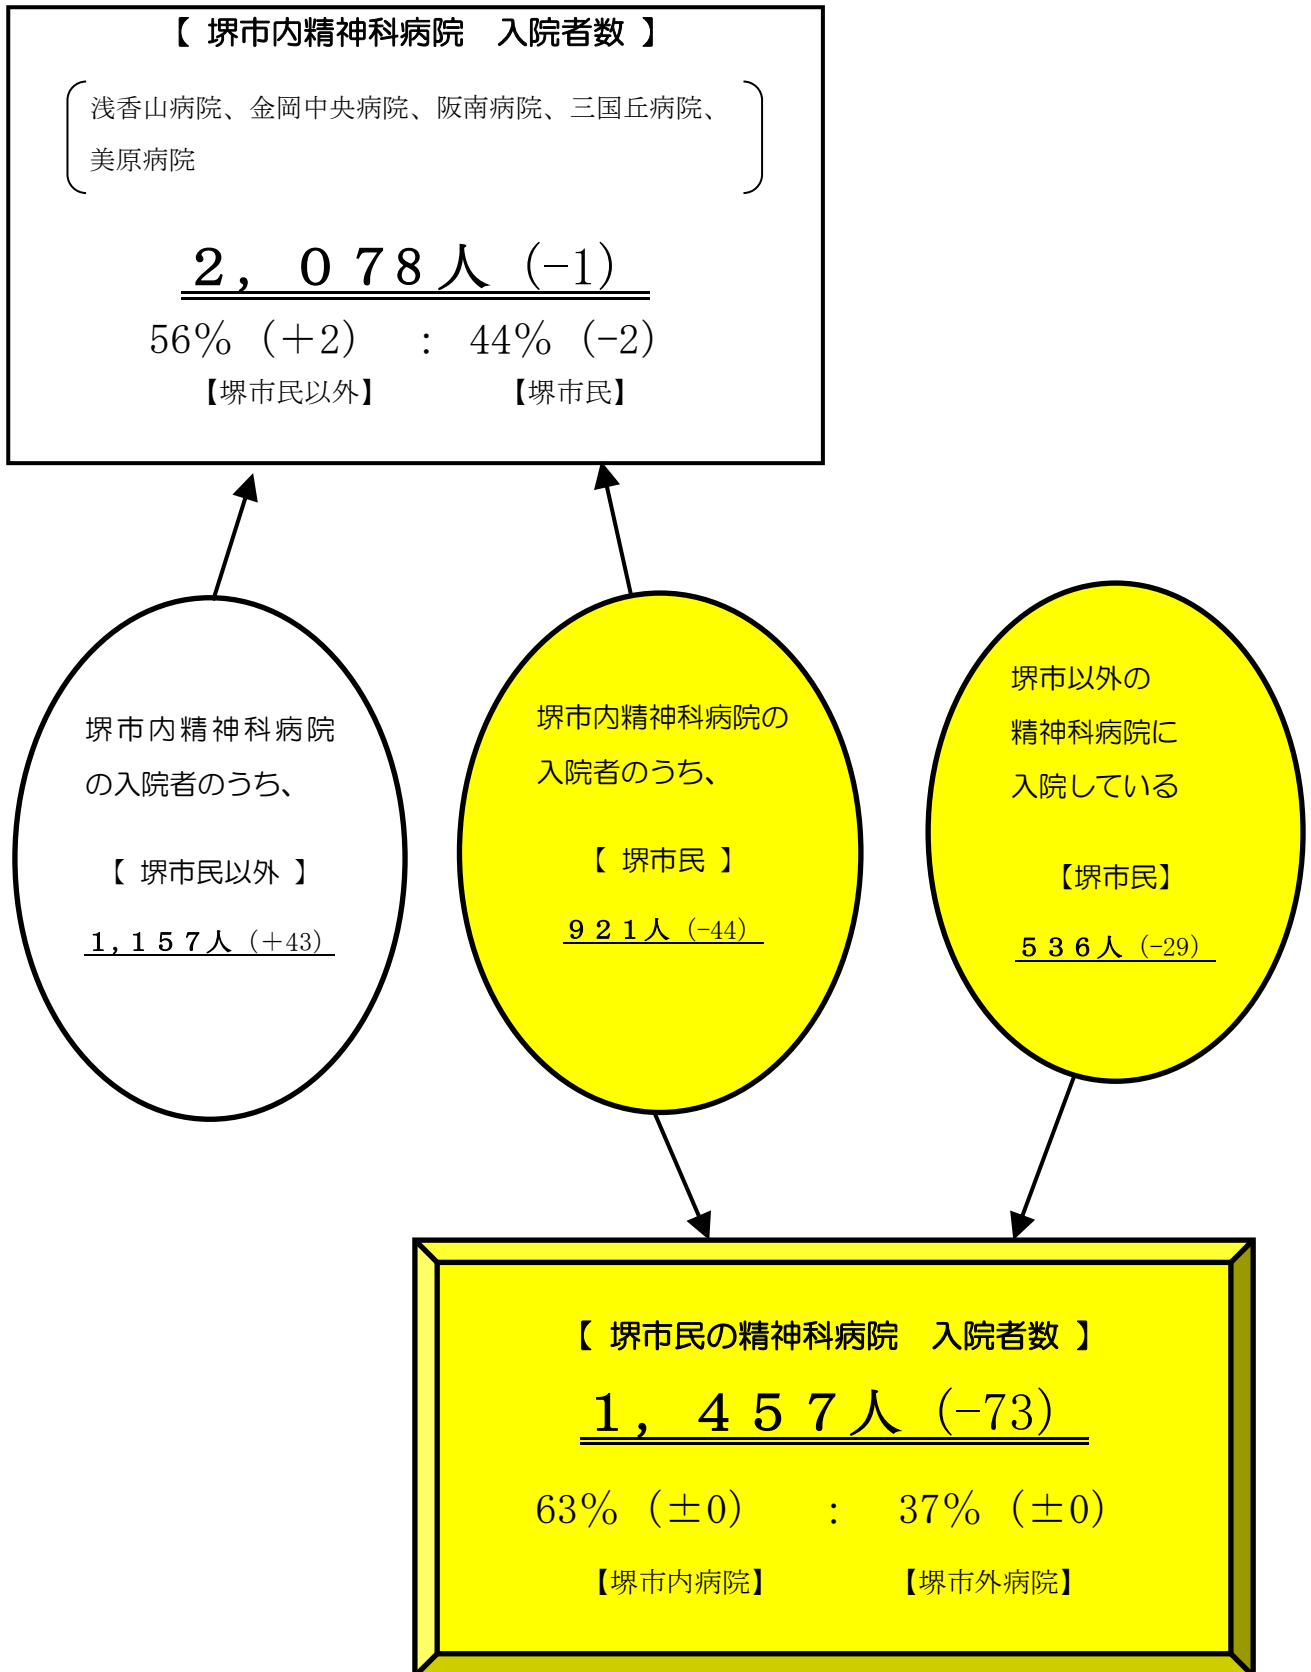 【 堺市内精神科病院　入院者数 】
浅香山病院、金岡中央病院、阪南病院、三国丘病院、
美原病院
２，０７８人（-1）
56％（＋2）　：　44％（-2）
【堺市民以外】　【堺市民】
堺市内精神科病院
の入院者のうち、
【 堺市民以外 】
１，１５７人（＋43）
堺市内精神科病院の
入院者のうち、
【 堺市民 】
９２１人（-44）
堺市以外の
精神科病院に
入院している
【堺市民】
５３６人（-29）
【 堺市民の精神科病院　入院者数 】
１，４５７人（-73）
63％（±0）　：　37％（±0）
【堺市内病院】　【堺市外病院】